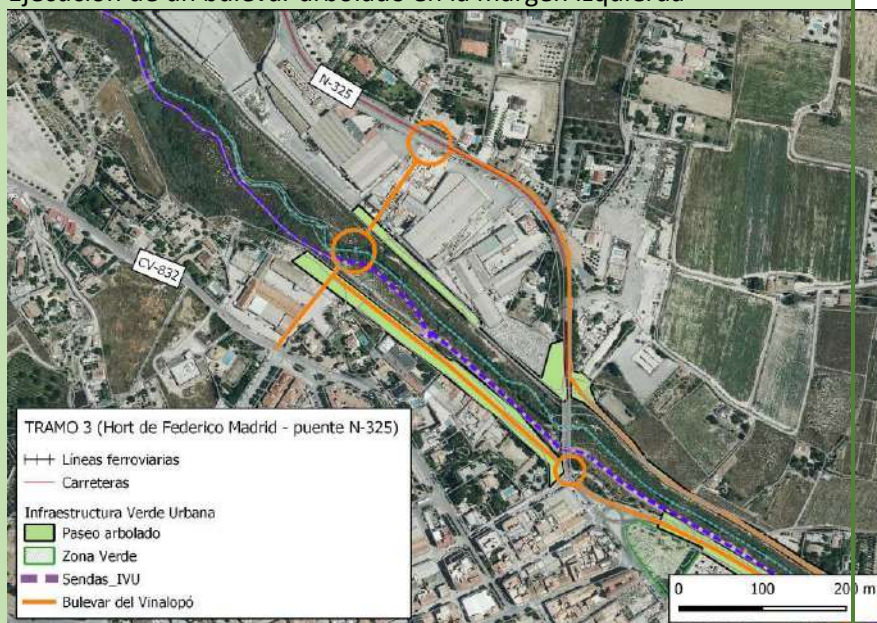 Ejecución de un bulevar arbolado en la margen izquierda
N-325
CV-832
TRAMO 3 (Hort de Federico Madrid - puente N-325)
Líneas ferroviarias
Carreteras
Infraestructura Verde Urbana
Paseo arbolado
Zona Verde
Sendas_IVU
Bulevar del Vinalopó
0 100 200 m